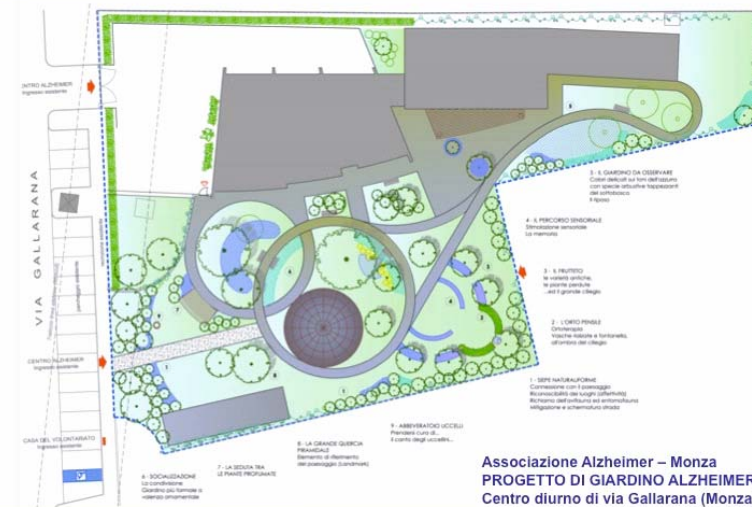 CENTRO ALZHEIMER
Ingresso esistente
VIA GALLARANA
CENTRO ALZHEIMER
Ingresso esistente
CASA DEL VOLONTARIATO
Ingresso esistente
5 - IL GIARDINO DA OSSERVARE
Colori delicati sui toni dell'azzurro
con specie arbustive tappezzanti
del sottobosco
Il riposo
4 - IL PERCORSO SENSORIALE
Stimolazione sensoriale
La memoria
3 - IL FRUTTETO
le varietà antiche,
le piante perdute
...ed il grande ciliegio
2 - L'ORTO PENSILE
Ortoterapia
Vasche rialzate e fontanella,
all'ombra del ciliegio
1 - SIEPE NATURALIFORME
Connessione con il paesaggio
Riconoscibilità dei luoghi (affettività)
Richiamo dell'avifauna ed entomofauna
Mitigazione e schermatura strada
9 - ABBEVERATOIO UCCELLI
Prendersi cura di...
Il canto degli uccellini...
8 - LA GRANDE QUERCIA
PIRAMIDALE
Elemento di riferimento
del paesaggio (Landmark)
7 - LA SEDUTA TRA
LE PIANTE PROFUMATE
6 - SOCIALIZZAZIONE
La condivisione
Giardino più formale a
valenza ornamentale
Associazione Alzheimer – Monza
PROGETTO DI GIARDINO ALZHEIMER
Centro diurno di via Gallarana (Monza